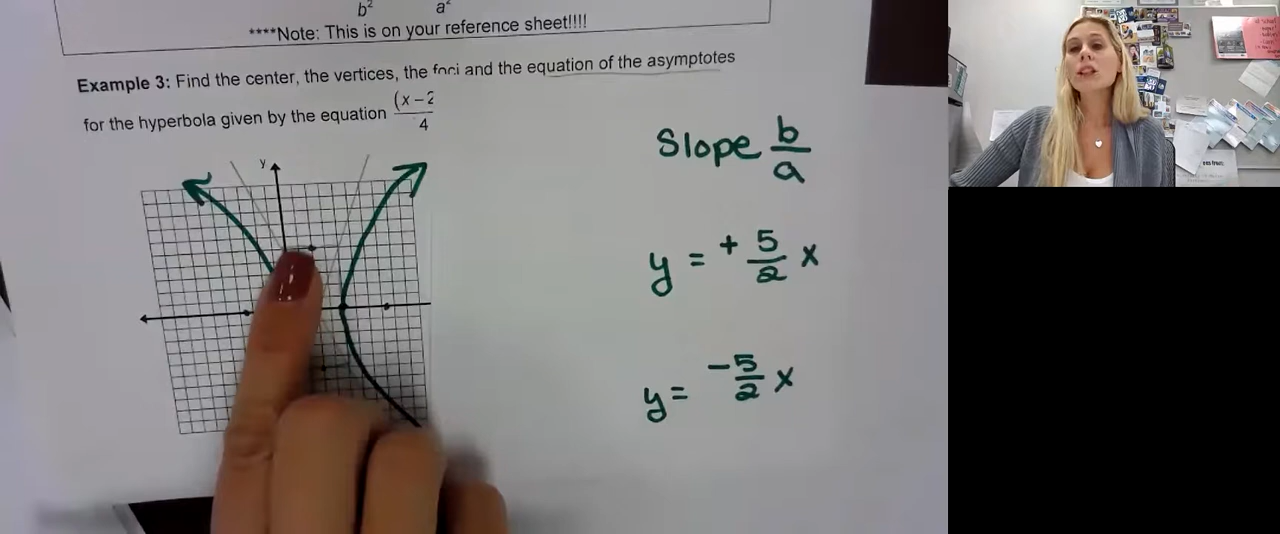 b² a²
****Note: This is on your reference sheet!!!!
Example 3: Find the center, the vertices, the foci and the equation of the asymptotes
for the hyperbola given by the equation (x – 2
4
y
Slope b
a
y = + 5
2 x
y = – 5
2 x